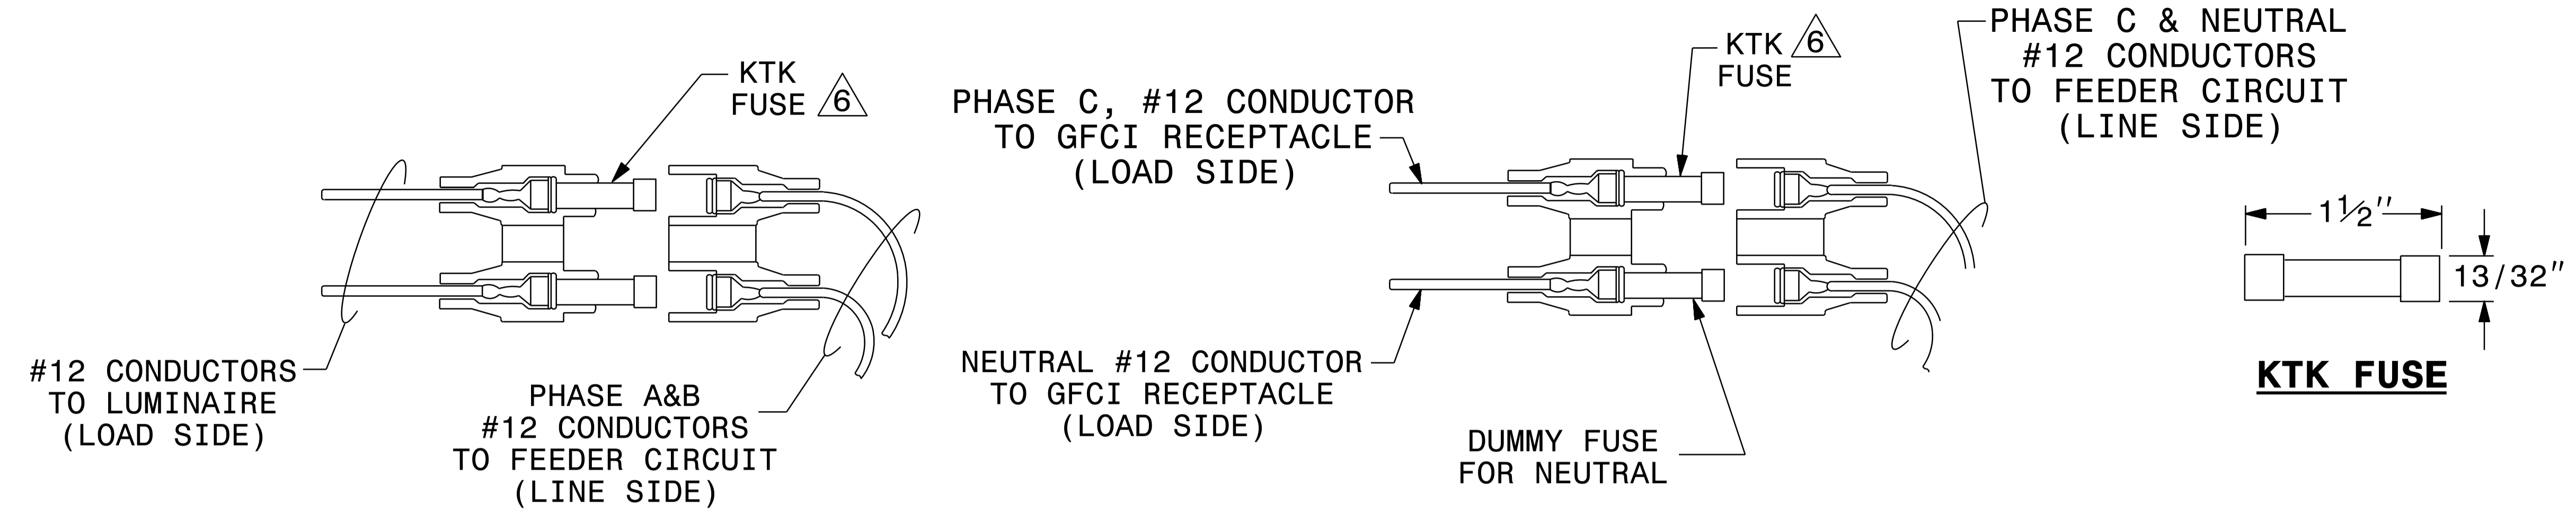 KTK
FUSE 6
#12 CONDUCTORS
TO LUMINAIRE
(LOAD SIDE)
PHASE A&B
#12 CONDUCTORS
TO FEEDER CIRCUIT
(LINE SIDE)
PHASE C, #12 CONDUCTOR
TO GFCI RECEPTACLE
(LOAD SIDE)
KTK 6
FUSE
PHASE C & NEUTRAL
#12 CONDUCTORS
TO FEEDER CIRCUIT
(LINE SIDE)
NEUTRAL #12 CONDUCTOR
TO GFCI RECEPTACLE
(LOAD SIDE)
DUMMY FUSE
FOR NEUTRAL
1 1/2"
13/32"
KTK FUSE